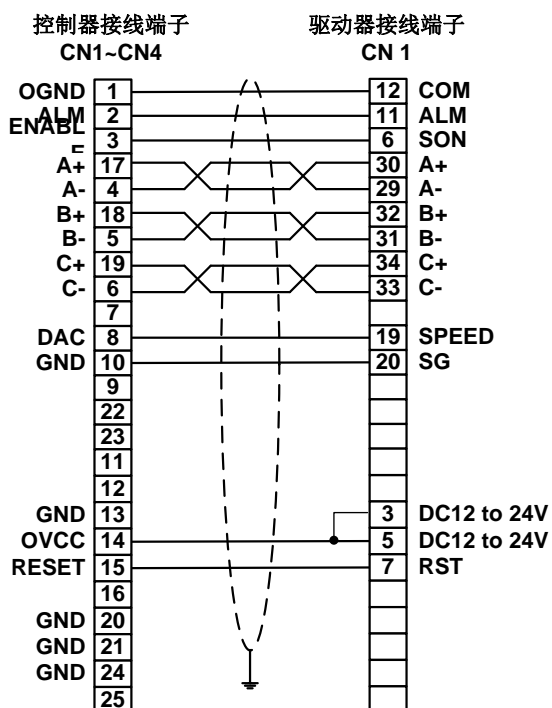 控制器接线端子 驱动器接线端子
CN1~CN4 CN 1
OGND 1 12 COM
ALM 2 11 ALM
ENABL
E 3 6 SON
A+ 17 30 A+
A- 4 29 A-
B+ 18 32 B+
B- 5 31 B-
C+ 19 34 C+
C- 6 33 C-
7
DAC 8 19 SPEED
GND 10 20 SG
9
22
23
11
12
GND 13 3 DC12 to 24V
OVCC 14 5 DC12 to 24V
RESET 15 7 RST
16
GND 20
GND 21
GND 24
25